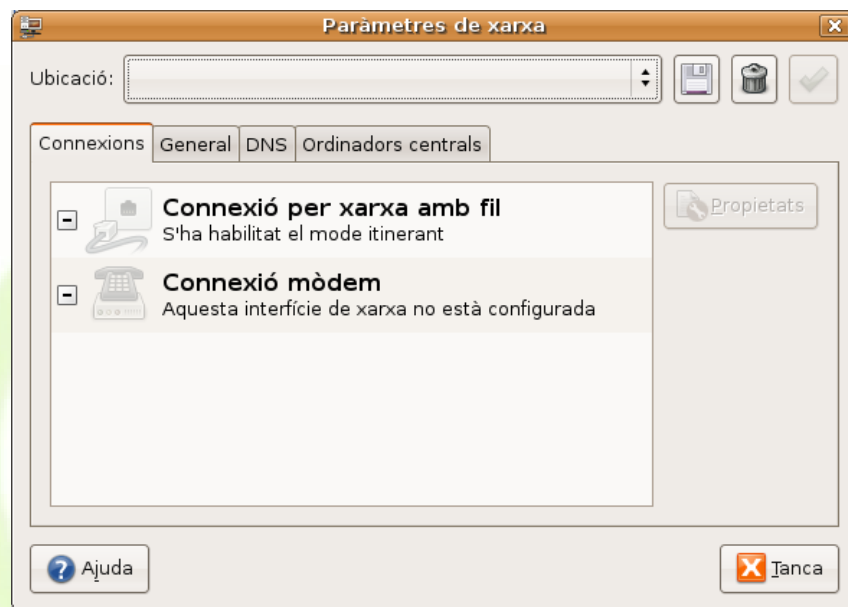 Paràmetres de xarxa
Ubicació:
Connexions General DNS Ordinadors centrals
Connexió per xarxa amb fil
S'ha habilitat el mode itinerant
Propietats
Connexió mòdem
Aquesta interfície de xarxa no està configurada
Ajuda
Tanca